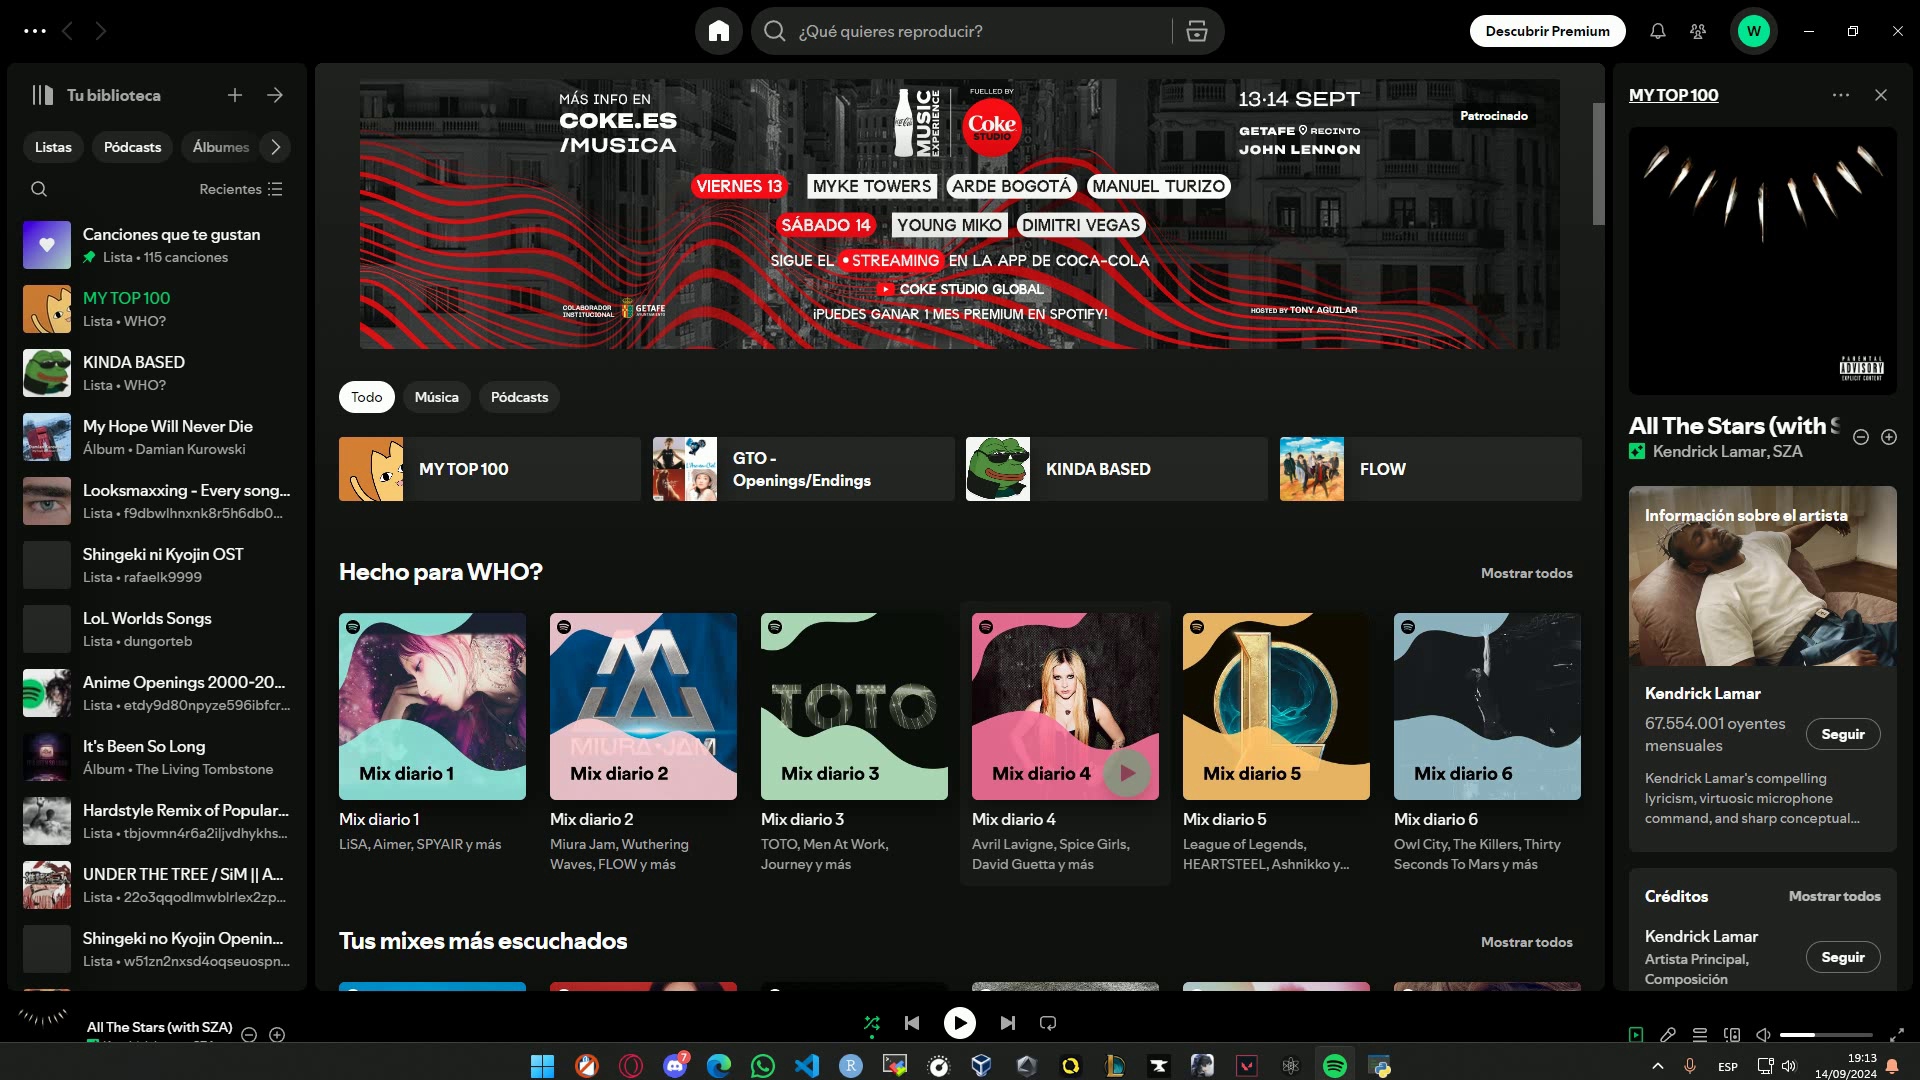 ¿Qué quieres reproducir?
Descubrir Premium
W
Tu biblioteca
Listas
Pódcasts
Álbumes
Recientes
Canciones que te gustan
Lista • 115 canciones
MY TOP 100
Lista • WHO?
KINDA BASED
Lista • WHO?
My Hope Will Never Die
Álbum • Damian Kurowski
Looksmaxxing - Every song...
Lista • f9dbwlhnxnk8r5h6db0...
Shingeki ni Kyojin OST
Lista • rafaelk9999
LoL Worlds Songs
Lista • dungorteb
Anime Openings 2000-20...
Lista • etdy9d80npyze596ibfcr...
It's Been So Long
Álbum • The Living Tombstone
Hardstyle Remix of Popular...
Lista • tbjovmn4r6a2iljvdhykhs...
UNDER THE TREE / SiM || A...
Lista • 22o3qqodlmwblrlex2zp...
Shingeki no Kyojin Openin...
Lista • w51zn2nxsd4oqseuospn...
MÁS INFO EN
COKE.ES
/MUSICA
Coca-Cola
MUSIC
EXPERIENCE
FUELLED BY
Coke
STUDIO
13·14 SEPT
GETAFE RECINTO
JOHN LENNON
Patrocinado
VIERNES 13 MYKE TOWERS ARDE BOGOTÁ MANUEL TURIZO
SÁBADO 14 YOUNG MIKO DIMITRI VEGAS
SIGUE EL •STREAMING EN LA APP DE COCA-COLA
COKE STUDIO GLOBAL
¡PUEDES GANAR 1 MES PREMIUM EN SPOTIFY!
COLABORADOR
INSTITUCIONAL
GETAFE
AYUNTAMIENTO
HOSTED BY TONY AGUILAR
Todo
Música
Pódcasts
MY TOP 100
GTO -
Openings/Endings
KINDA BASED
FLOW
Hecho para WHO?
Mostrar todos
Mix diario 1
Mix diario 1
LiSA, Aimer, SPYAIR y más
MIURA•JAM
Mix diario 2
Mix diario 2
Miura Jam, Wuthering
Waves, FLOW y más
TOTO
Mix diario 3
Mix diario 3
TOTO, Men At Work,
Journey y más
Mix diario 4
Mix diario 4
Avril Lavigne, Spice Girls,
David Guetta y más
Mix diario 5
Mix diario 5
League of Legends,
HEARTSTEEL, Ashnikko y...
Mix diario 6
Mix diario 6
Owl City, The Killers, Thirty
Seconds To Mars y más
Tus mixes más escuchados
Mostrar todos
MY TOP 100
PARENTAL
ADVISORY
EXPLICIT CONTENT
All The Stars (with S
Kendrick Lamar, SZA
Información sobre el artista
Kendrick Lamar
67.554.001 oyentes
mensuales
Seguir
Kendrick Lamar's compelling
lyricism, virtuosic microphone
command, and sharp conceptual...
Créditos
Mostrar todos
Kendrick Lamar
Artista Principal,
Composición
Seguir
All The Stars (with SZA)
7
R
ESP
19:13
14/09/2024